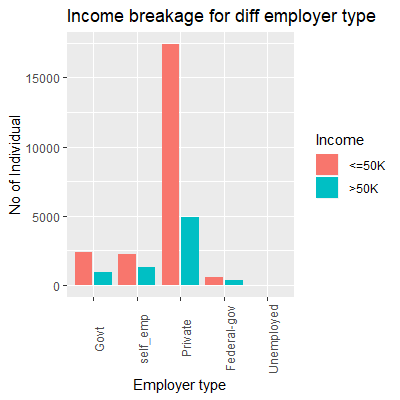 Income breakage for diff employer type
No of Individual
15000
10000
5000
0
Govt
self_emp
Private
Federal-gov
Unemployed
Employer type
Income
<=50K
>50K